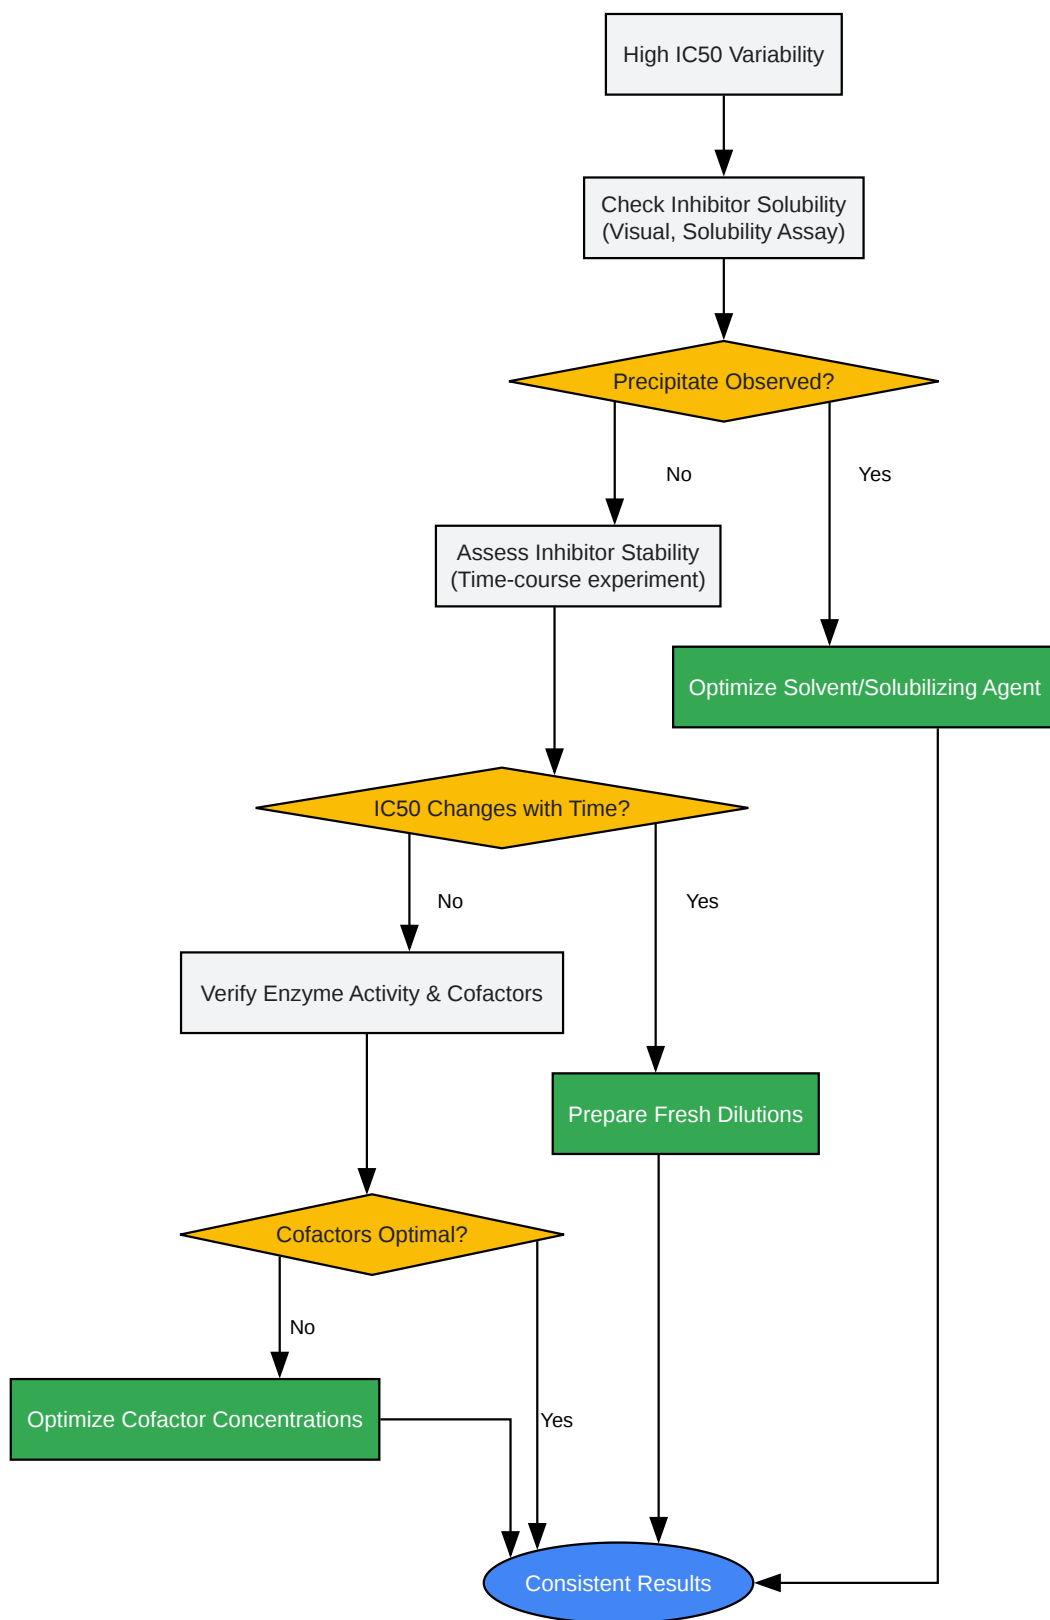 High IC50 Variability
Check Inhibitor Solubility
(Visual, Solubility Assay)
Precipitate Observed?
No
Yes
Assess Inhibitor Stability
(Time-course experiment)
Optimize Solvent/Solubilizing Agent
IC50 Changes with Time?
No
Yes
Verify Enzyme Activity & Cofactors
Prepare Fresh Dilutions
Cofactors Optimal?
No
Optimize Cofactor Concentrations
Yes
Consistent Results